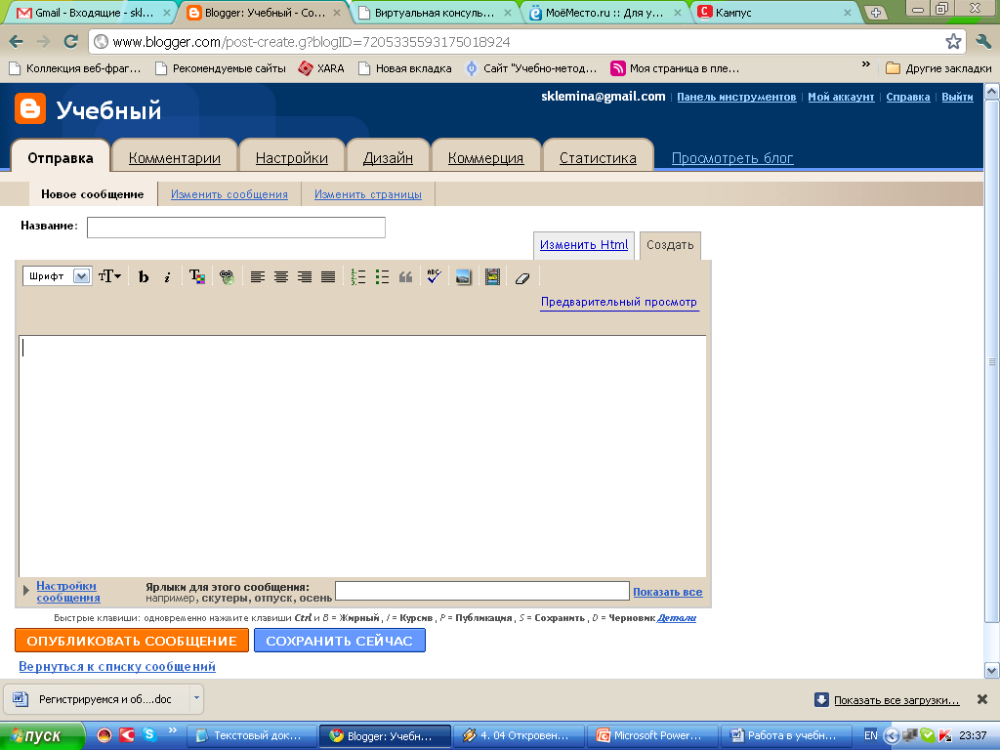 Gmail - Входящие - skl...
Blogger: Учебный - Со...
Виртуальная консуль...
МоёМесто.ru :: Для у...
Кампус
www.blogger.com/post-create.g?blogID=7205335593175018924
Коллекция веб-фраг...
Рекомендуемые сайты
XARA
Новая вкладка
Сайт "Учебно-метод...
Моя страница в пле...
»
Другие закладки
Учебный
sklemina@gmail.com | Панель инструментов | Мой аккаунт | Справка | Выйти
Отправка
Комментарии
Настройки
Дизайн
Коммерция
Статистика
Просмотреть блог
Новое сообщение
Изменить сообщения
Изменить страницы
Название:
Изменить Html
Создать
Шрифт
Предварительный просмотр
Настройки
сообщения
Ярлыки для этого сообщения:
например, скутеры, отпуск, осень
Показать все
Быстрые клавиши: одновременно нажмите клавиши Ctrl и B = Жирный , I = Курсив , P = Публикация , S = Сохранить , D = Черновик Детали
ОПУБЛИКОВАТЬ СООБЩЕНИЕ
СОХРАНИТЬ СЕЙЧАС
Вернуться к списку сообщений
Регистрируемся и об....doc
Показать все загрузки...
пуск
»
Текстовый док...
Blogger: Учебн...
4. 04 Откровен...
Microsoft Power...
Работа в учебн...
EN
23:37